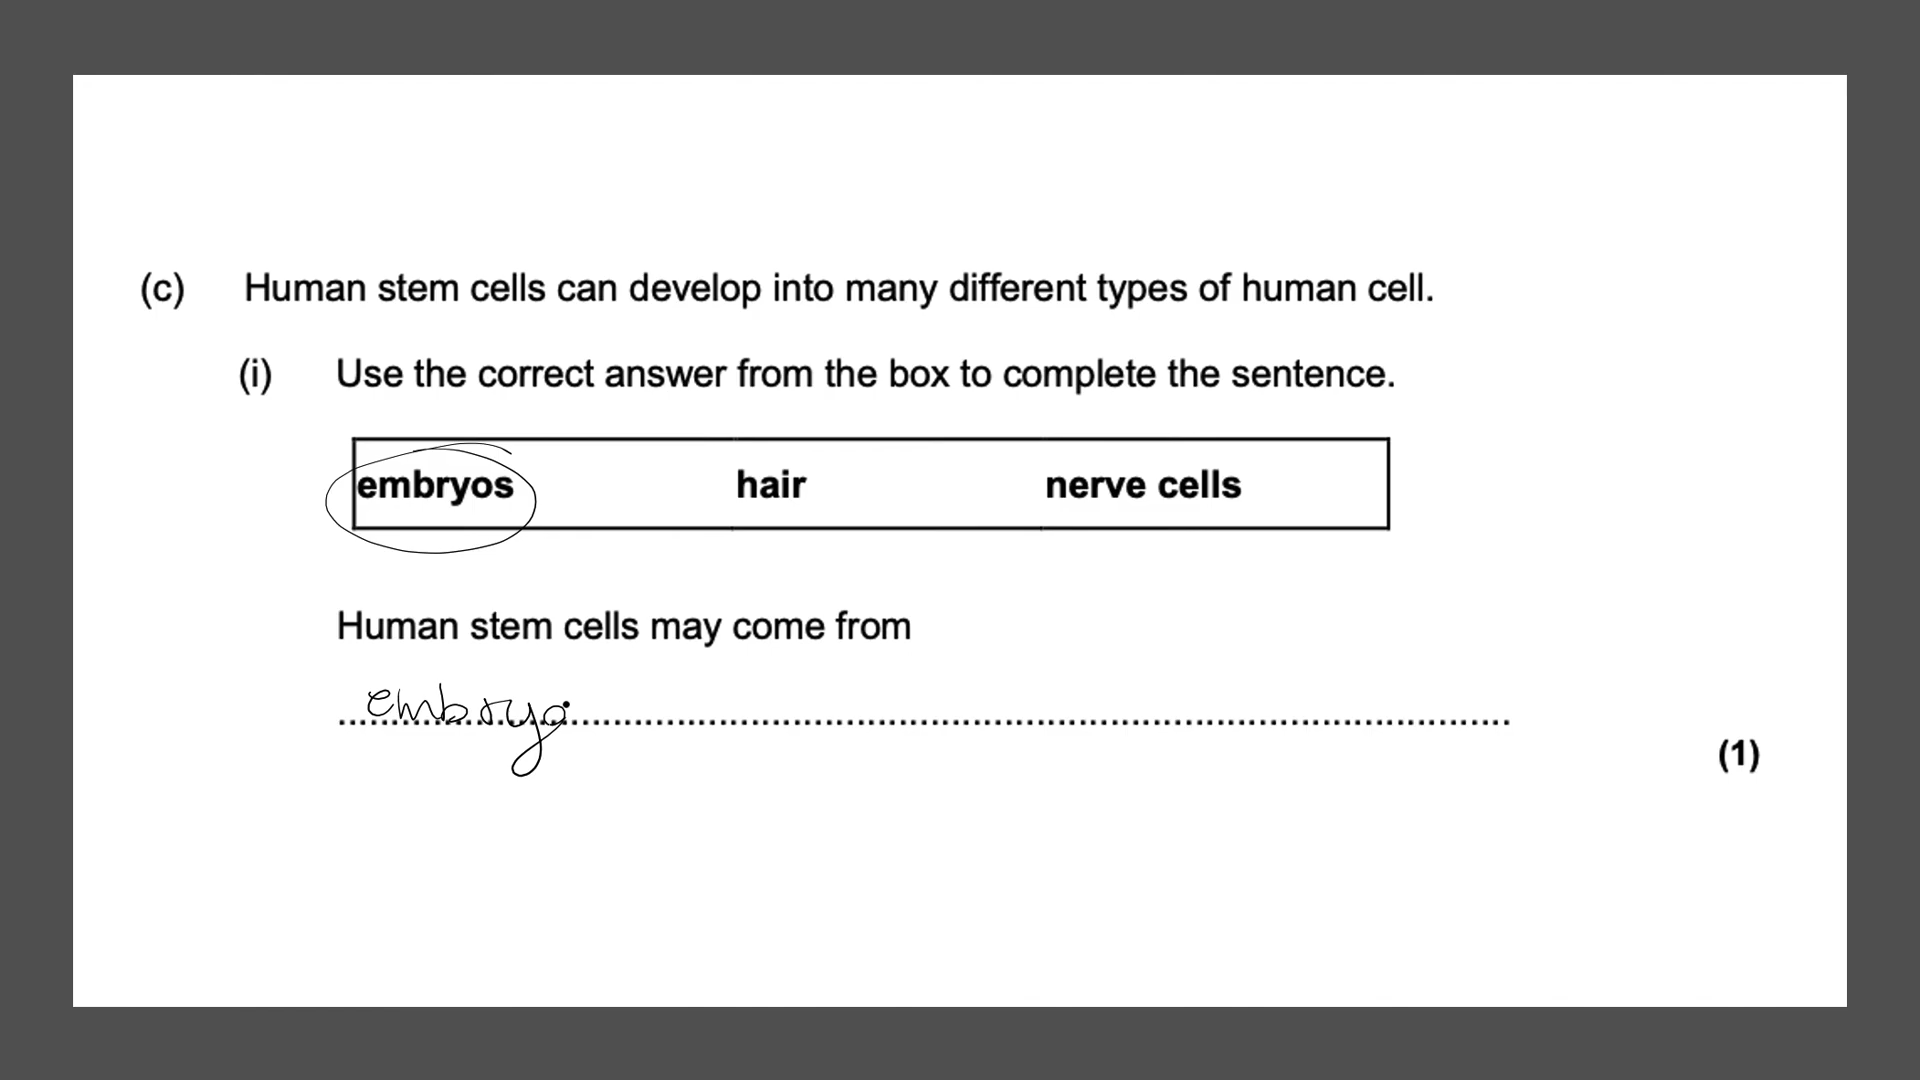 (c) Human stem cells can develop into many different types of human cell.
(i) Use the correct answer from the box to complete the sentence.
embryos hair nerve cells
Human stem cells may come from
embryo
(1)